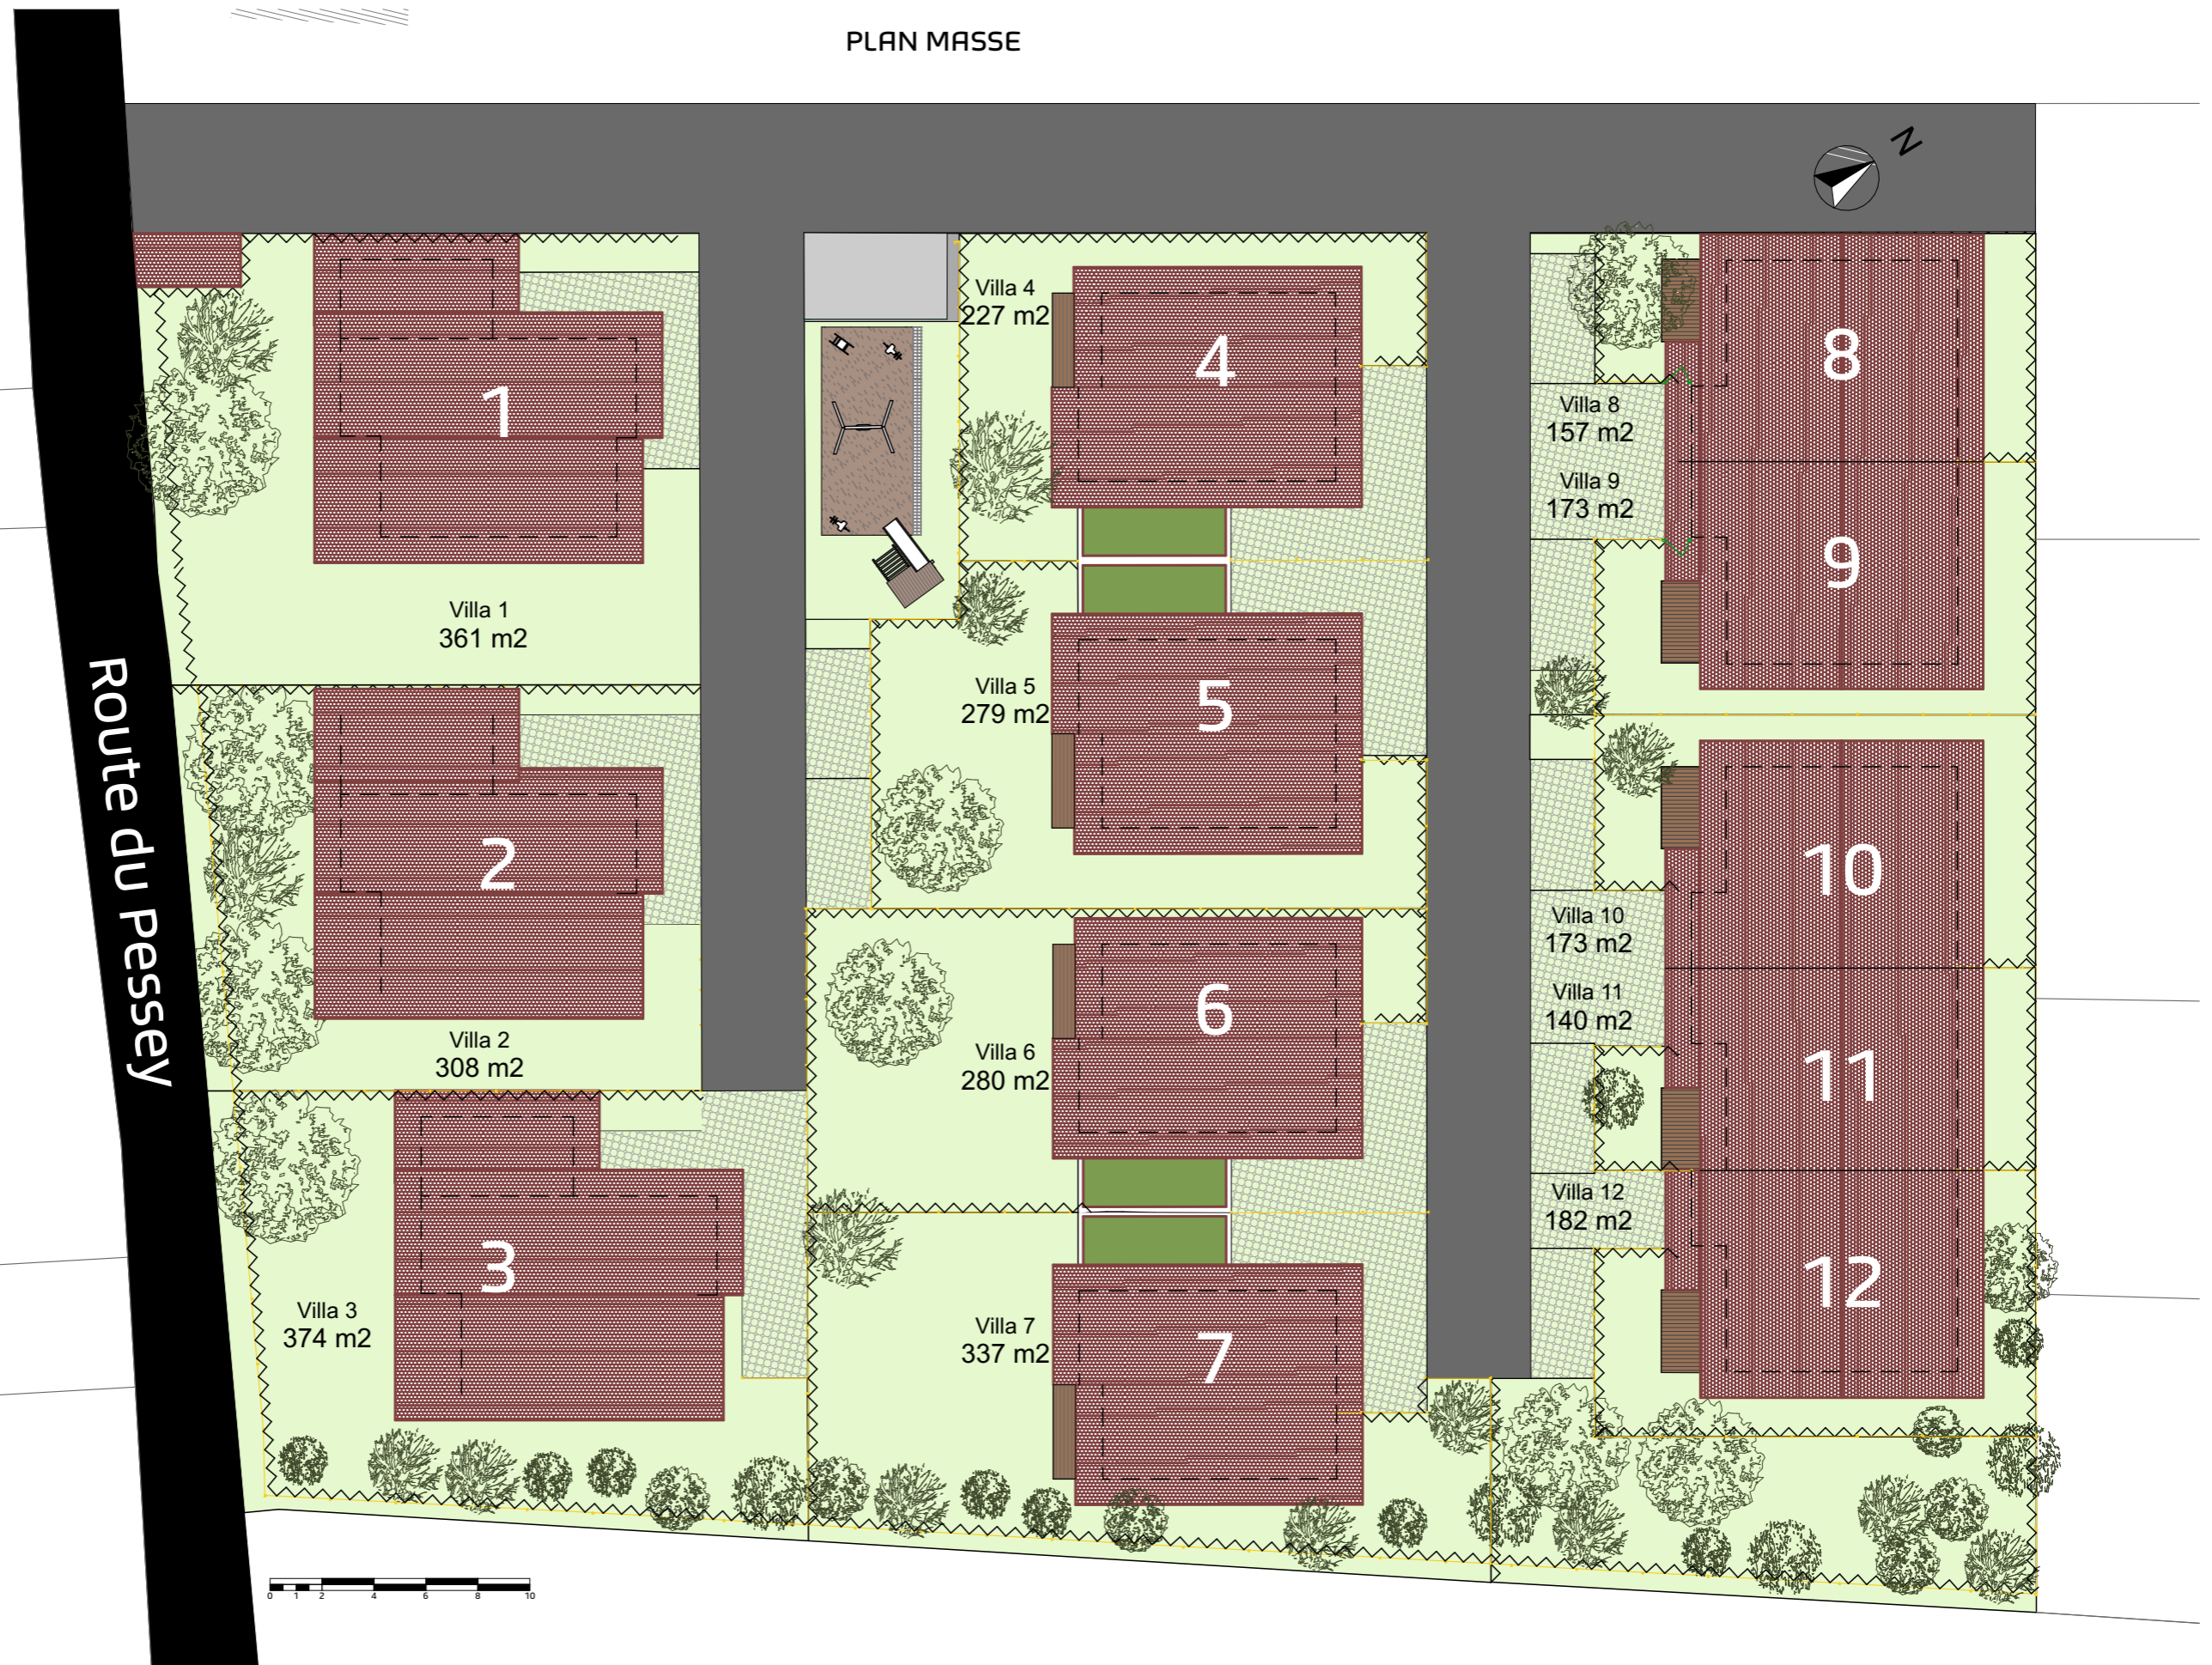 PLAN MASSE
N
Villa 1
361 m2
1
Villa 2
308 m2
2
Villa 3
374 m2
3
Route du Pessey
Villa 4
227 m2
4
Villa 5
279 m2
5
Villa 6
280 m2
6
Villa 7
337 m2
7
Villa 8
157 m2
8
Villa 9
173 m2
9
Villa 10
173 m2
10
Villa 11
140 m2
11
Villa 12
182 m2
12
0 1 2 4 6 8 10